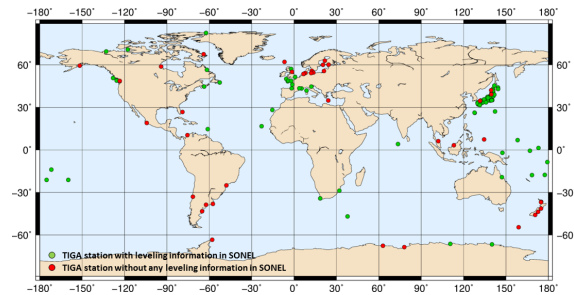 −180 −150 −120 −90 −60 −30 0 30 60 90 120 150 180
60° 60°
30° 30°
0° 0°
−30° −30°
−60° −60°
TIGA station with leveling information in SONEL
TIGA station without any leveling information in SONEL
−180 −150 −120 −90 −60 −30 0 30 60 90 120 150 180